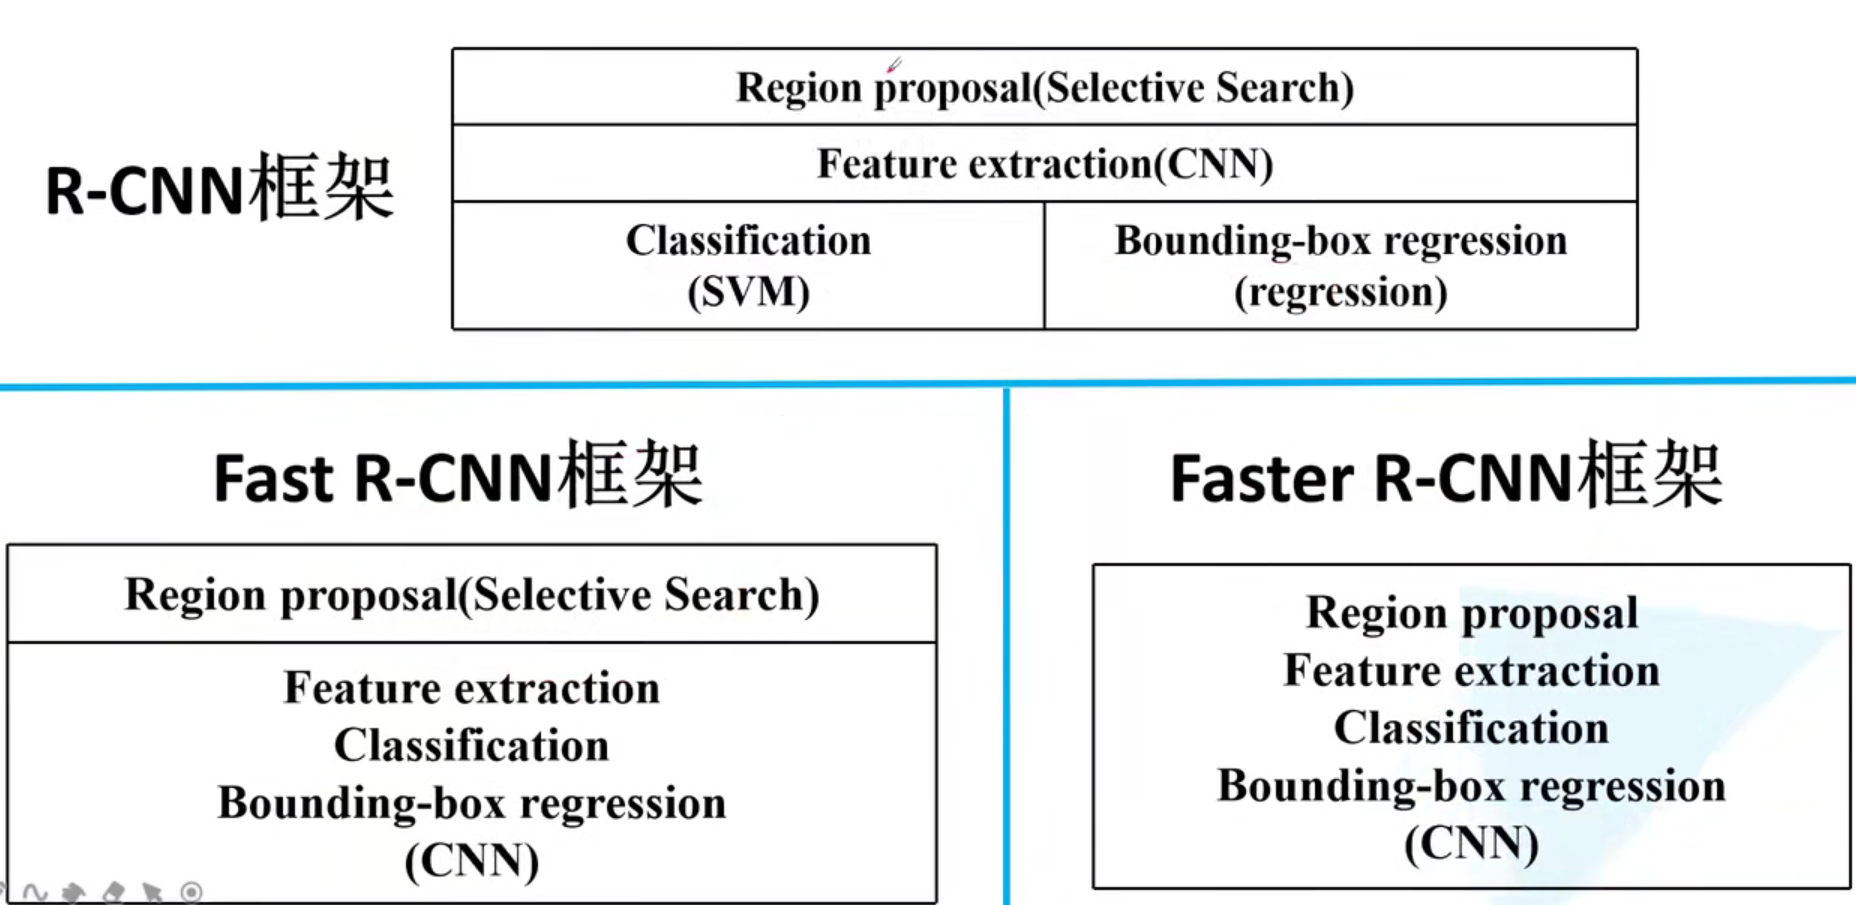 R-CNN框架
Region proposal(Selective Search)
Feature extraction(CNN)
Classification
(SVM)
Bounding-box regression
(regression)
Fast R-CNN框架
Region proposal(Selective Search)
Feature extraction
Classification
Bounding-box regression
(CNN)
Faster R-CNN框架
Region proposal
Feature extraction
Classification
Bounding-box regression
(CNN)